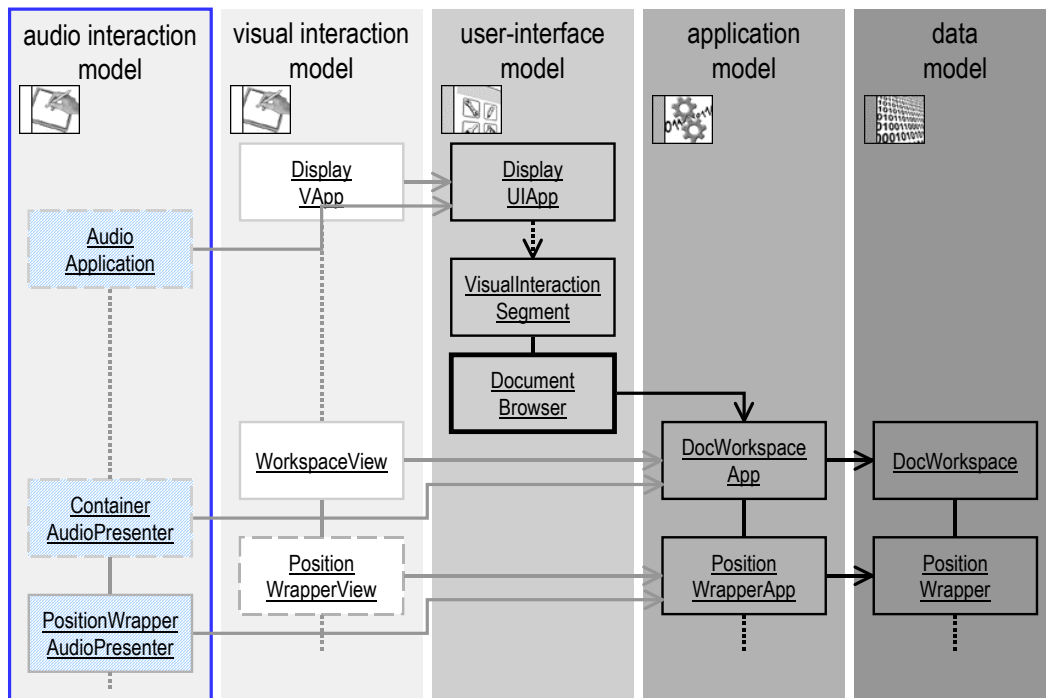 audio interaction
model
visual interaction
model
user-interface
model
application
model
data
model
Display
VApp
Display
UIApp
Audio
Application
VisualInteraction
Segment
Document
Browser
WorkspaceView
DocWorkspace
App
DocWorkspace
Container
AudioPresenter
Position
WrapperView
Position
WrapperApp
Position
Wrapper
PositionWrapper
AudioPresenter